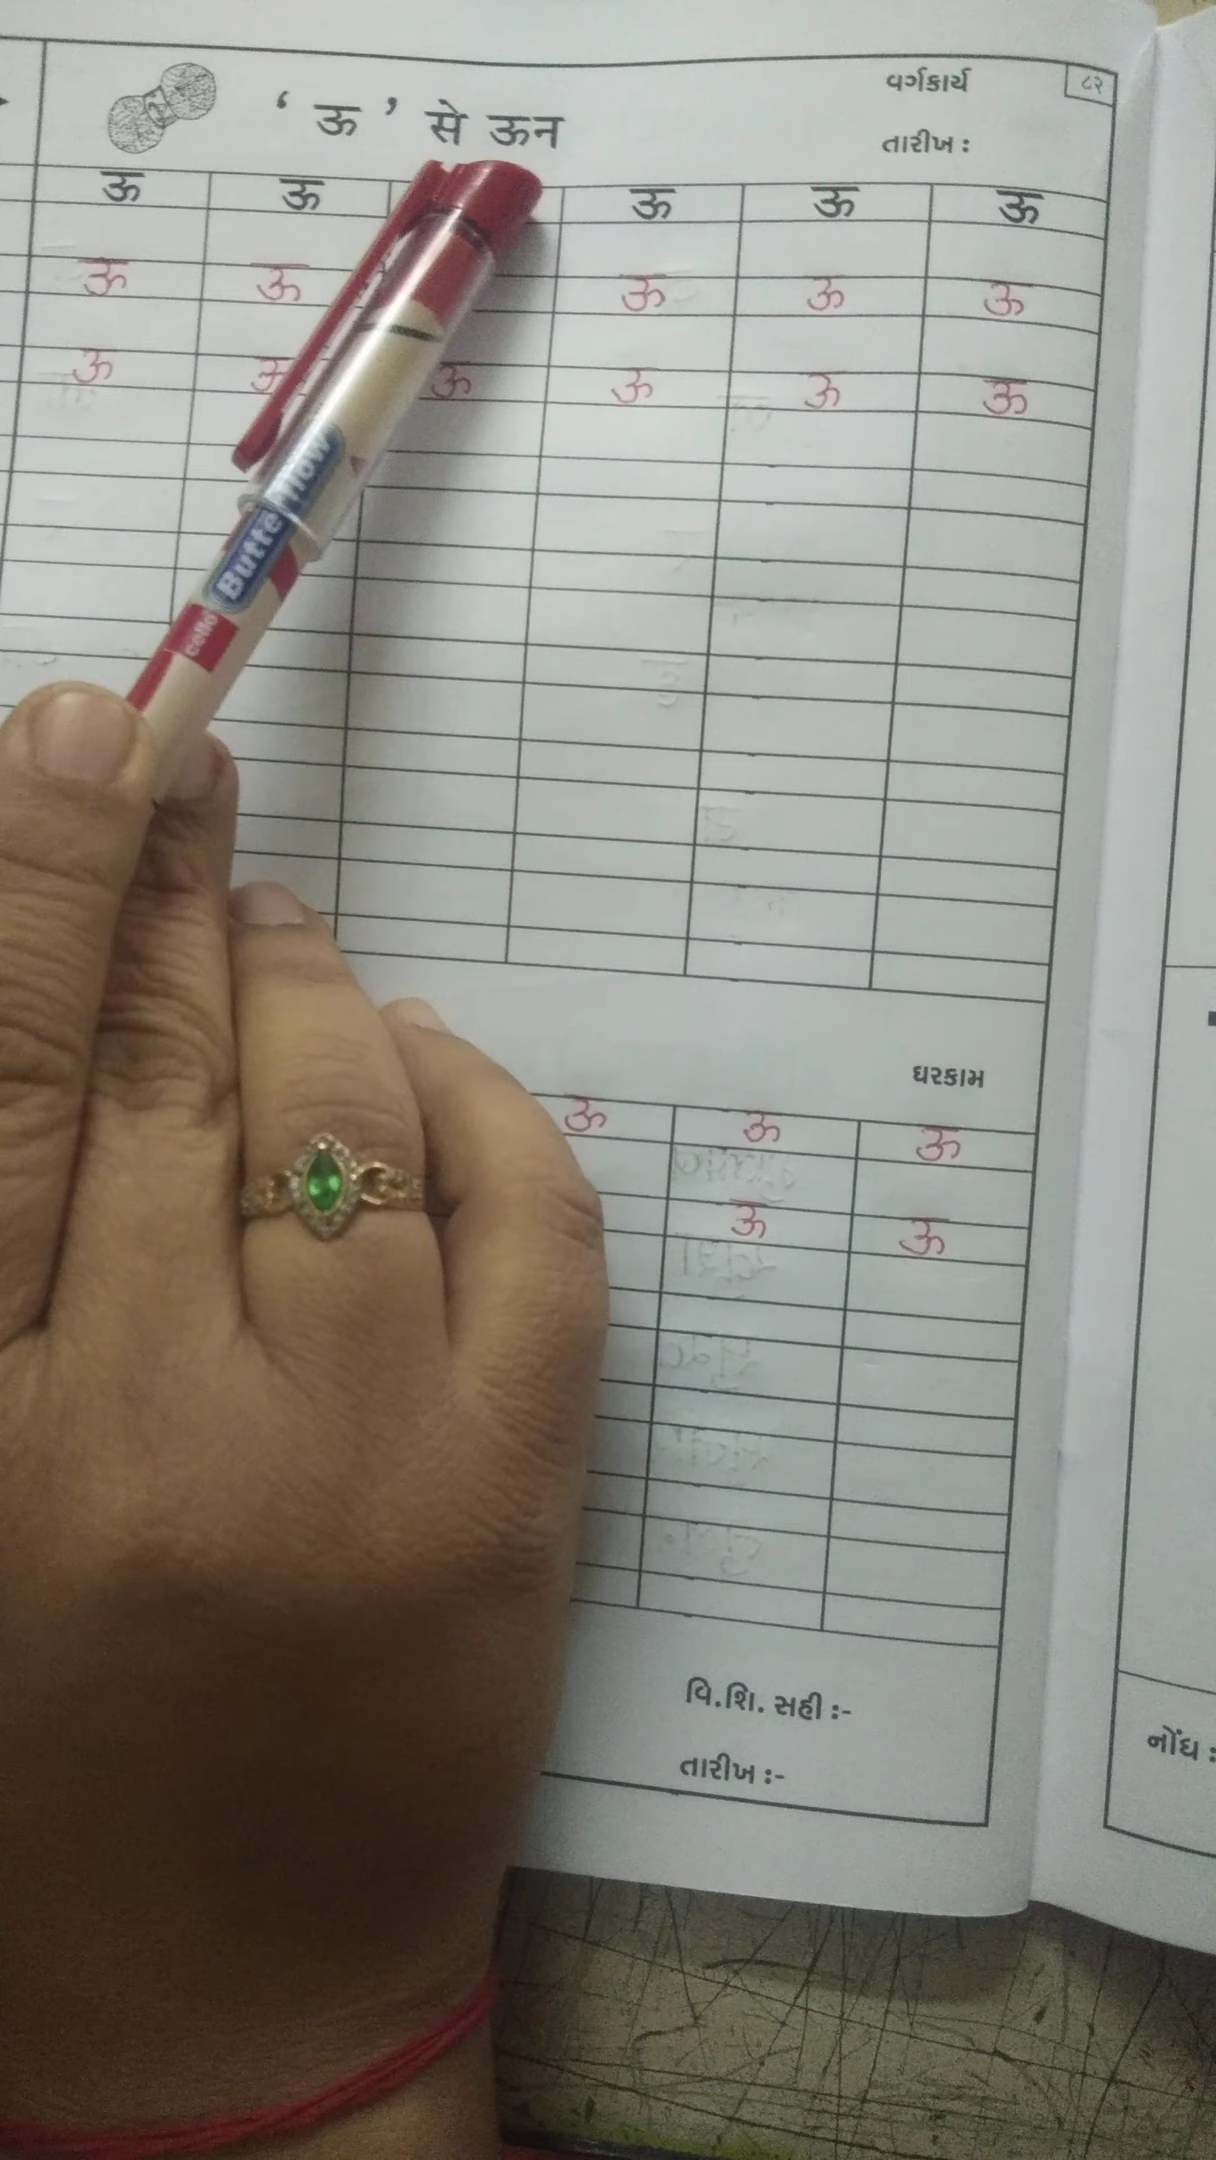 વર્ગકાર્ય ૮૨
' ऊ ' से ऊन
તારીખ :
ऊ ऊ ऊ ऊ ऊ
ऊ ऊ ऊ ऊ ऊ
ऊ ऊ ऊ ऊ ऊ
Butterflow
cello
ઘરકામ
ऊ ऊ ऊ
ऊ ऊ
વિ.શિ. સહી :-
નોંધ :
તારીખ :-